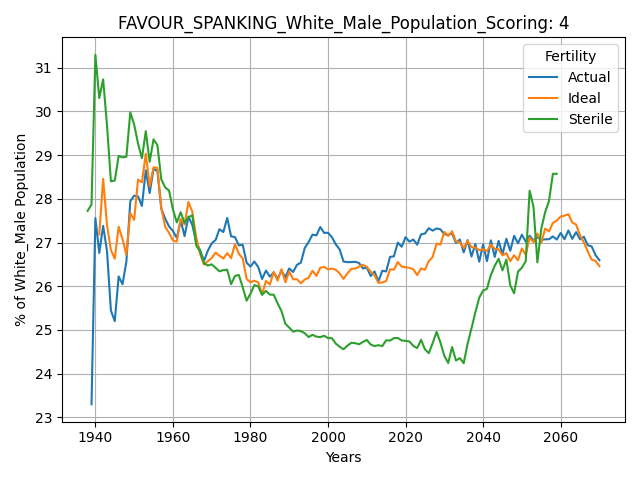 FAVOUR_SPANKING_White_Male_Population_Scoring: 4
Fertility
Actual
Ideal
Sterile
% of White_Male Population
31
30
29
28
27
26
25
24
23
1940
1960
1980
2000
2020
2040
2060
Years